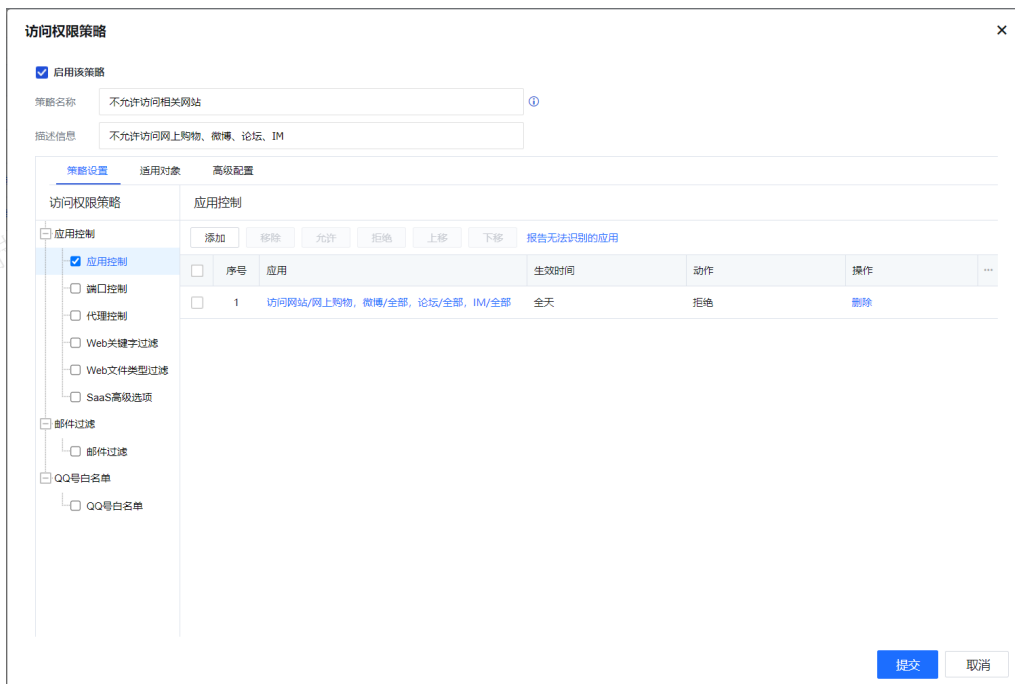 访问权限策略
启用该策略
策略名称 不允许访问相关网站
描述信息 不允许访问网上购物、微博、论坛、IM
策略设置 适用对象 高级配置
访问权限策略 应用控制
应用控制
添加 移除 允许 拒绝 上移 下移 报告无法识别的应用
应用控制
序号 应用 生效时间 动作 操作
端口控制
1 访问网站/网上购物, 微博/全部, 论坛/全部, IM/全部 全天 拒绝 删除
代理控制
Web关键字过滤
Web文件类型过滤
SaaS高级选项
邮件过滤
邮件过滤
QQ号白名单
QQ号白名单
提交 取消